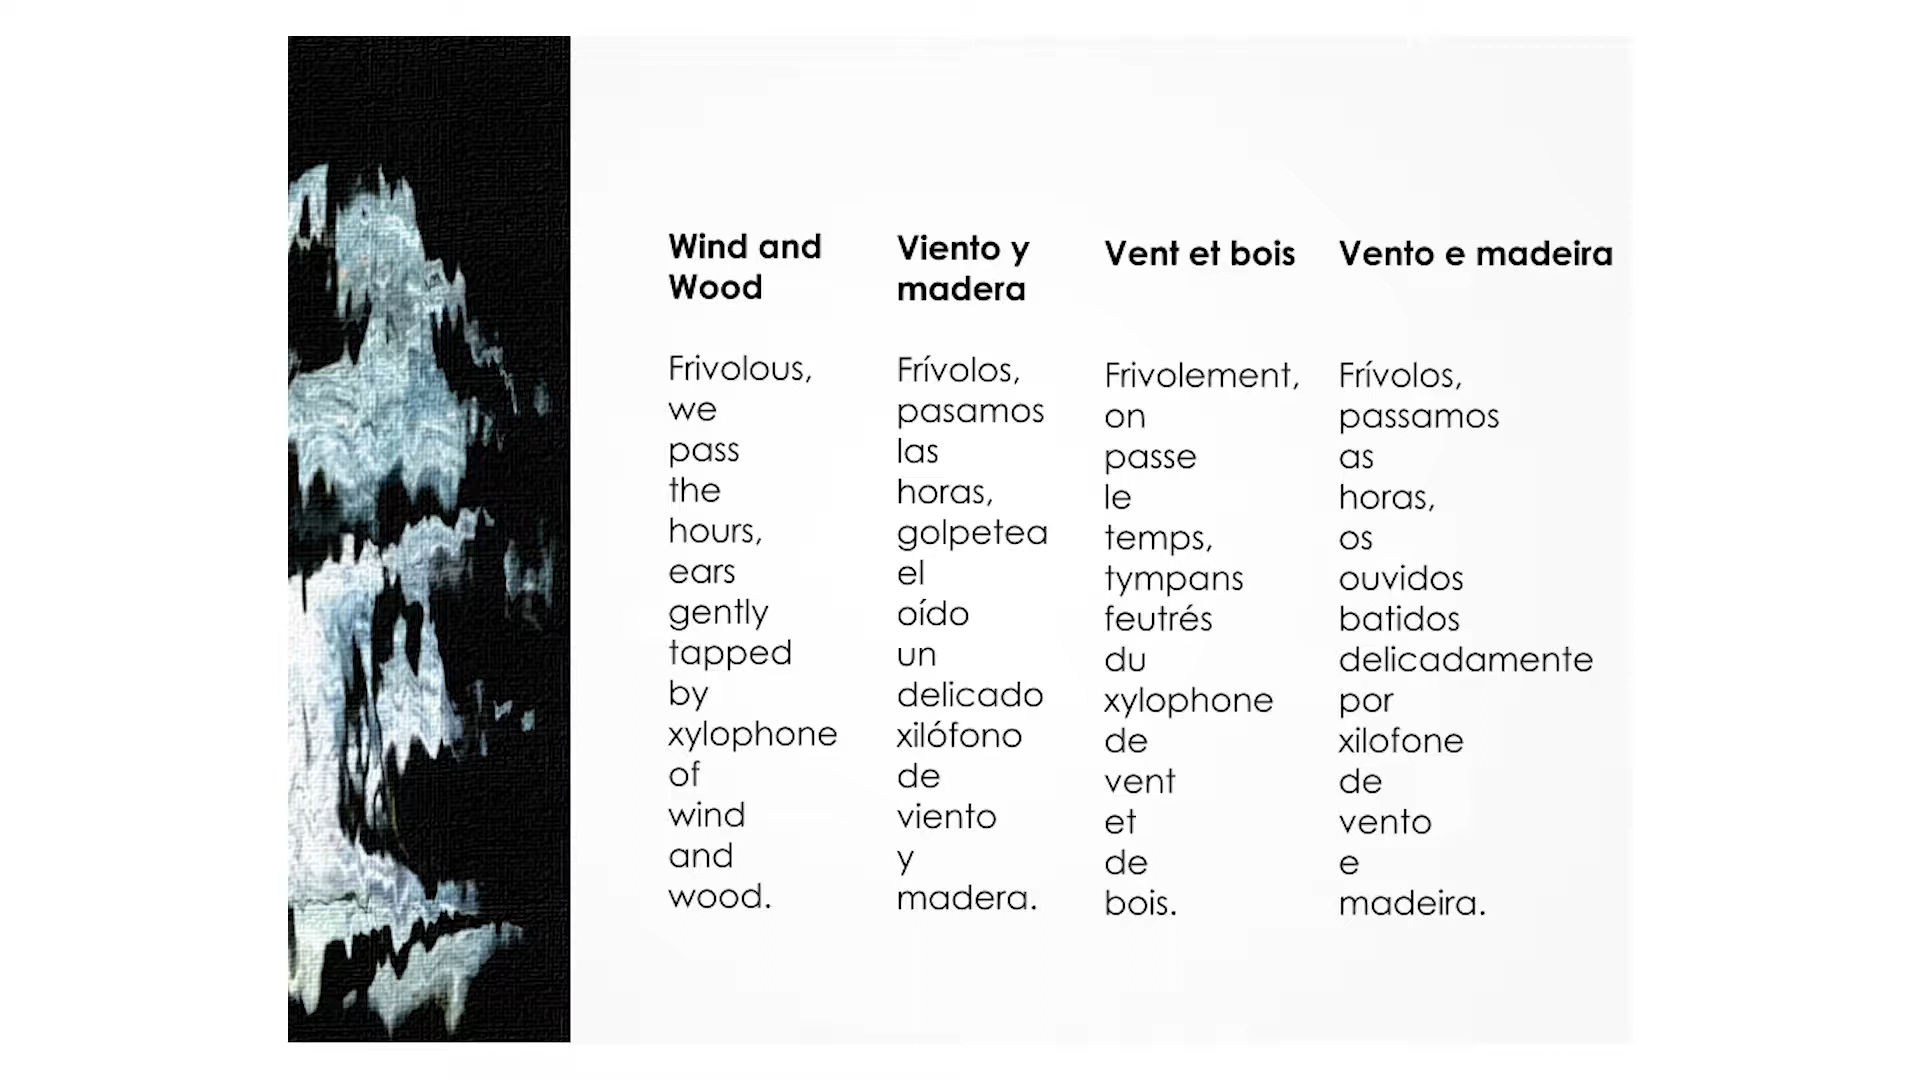 Wind and
Wood
Frivolous,
we
pass
the
hours,
ears
gently
tapped
by
xylophone
of
wind
and
wood.
Viento y
madera
Frívolos,
pasamos
las
horas,
golpetea
el
oído
un
delicado
xilófono
de
viento
y
madera.
Vent et bois
Frivolement,
on
passe
le
temps,
tympans
feutrés
du
xylophone
de
vent
et
de
bois.
Vento e madeira
Frívolos,
passamos
as
horas,
os
ouvidos
batidos
delicadamente
por
xilofone
de
vento
e
madeira.